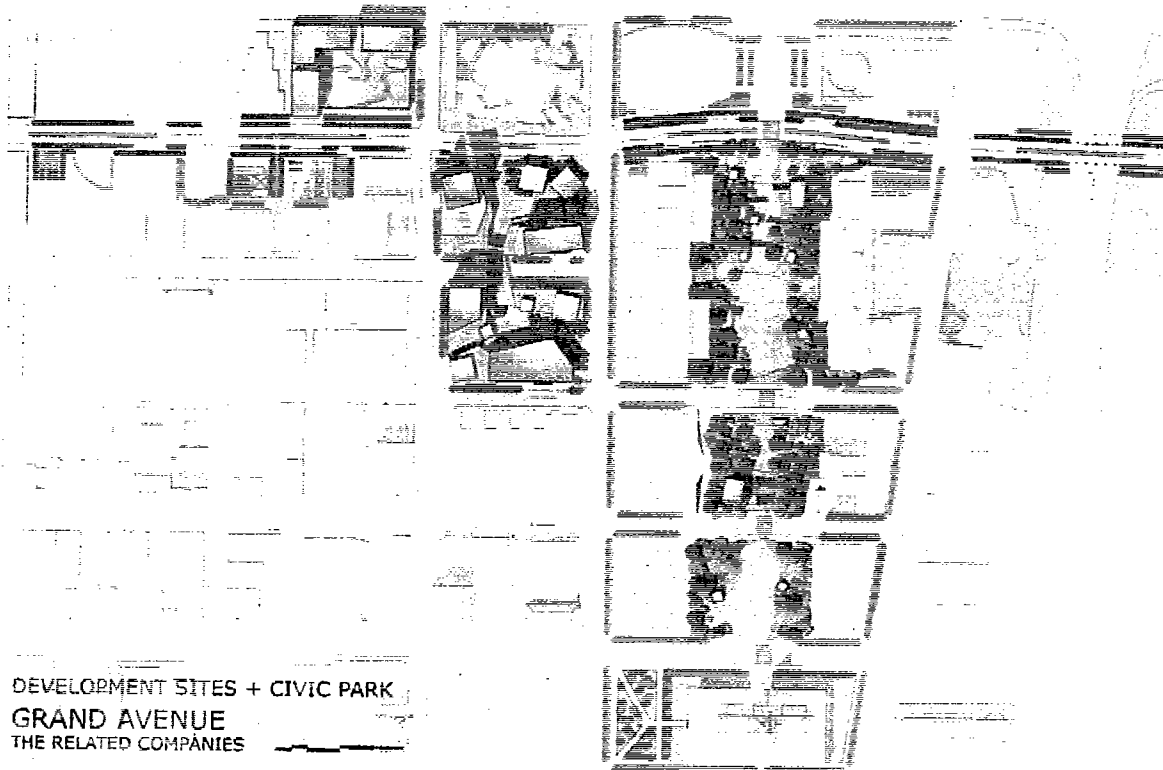 DEVELOPMENT SITES + CIVIC PARK
GRAND AVENUE
THE RELATED COMPANIES